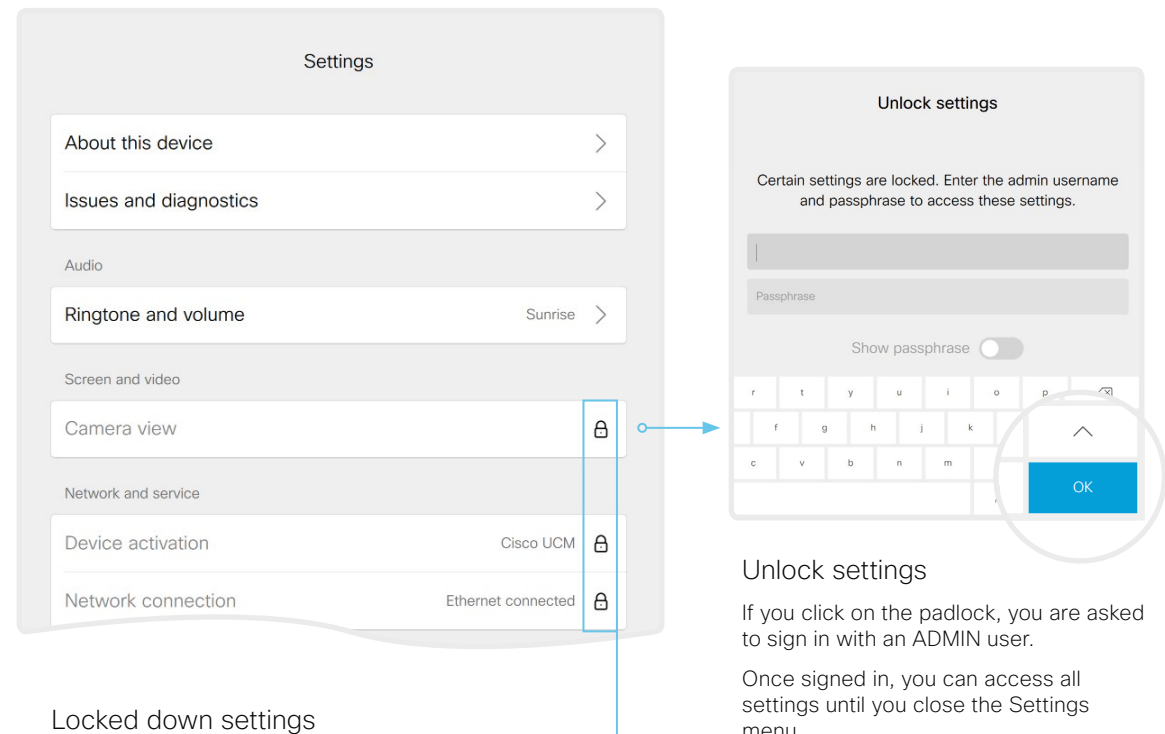 Settings
About this device
Issues and diagnostics
Audio
Ringtone and volume Sunrise
Screen and video
Camera view
Network and service
Device activation Cisco UCM
Network connection Ethernet connected
Locked down settings
Unlock settings
Certain settings are locked. Enter the admin username
and passphrase to access these settings.
Passphrase
Show passphrase
r t y u i o p
f g h j k
c v b n m
OK
Unlock settings
If you click on the padlock, you are asked
to sign in with an ADMIN user.
Once signed in, you can access all
settings until you close the Settings
menu